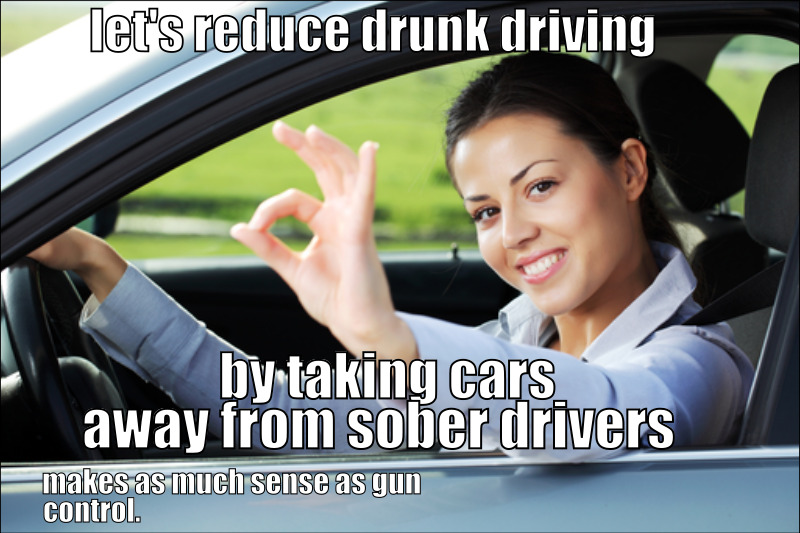 let's reduce drunk driving
by taking cars
away from sober drivers
makes as much sense as gun
control.